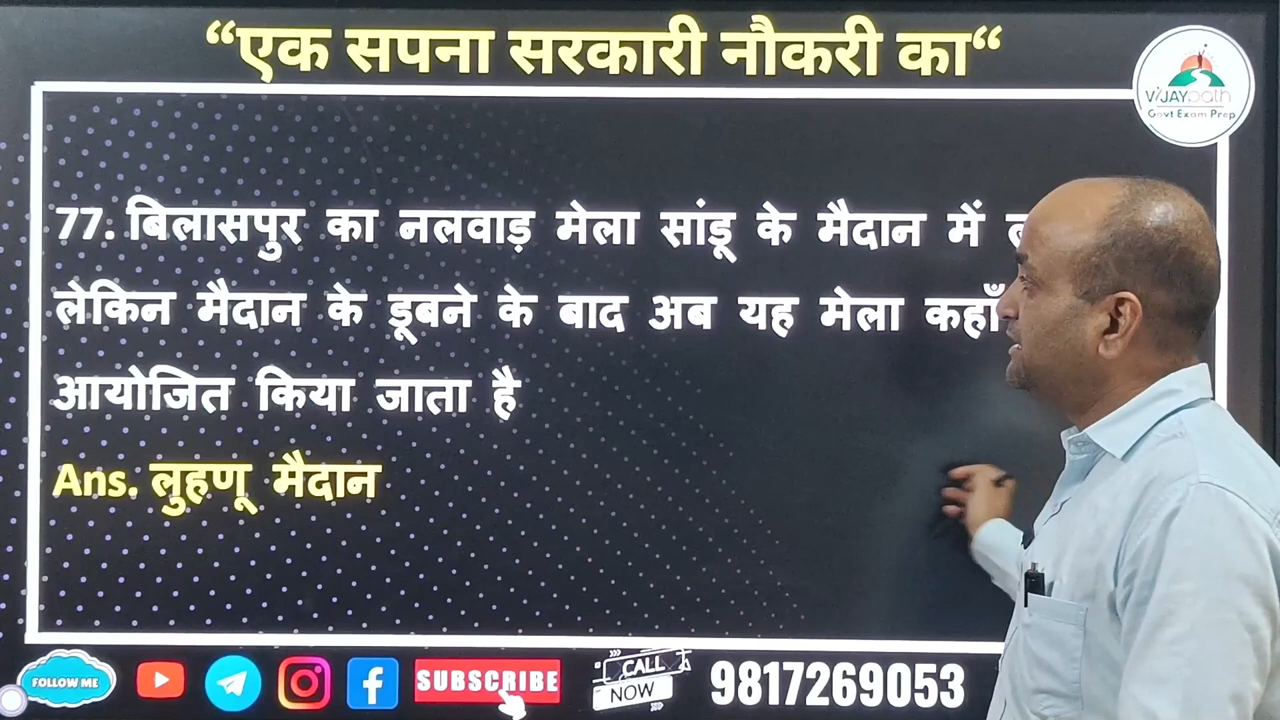 “एक सपना सरकारी नौकरी का“
VIJAYPATH
Govt Exam Prep
77. बिलासपुर का नलवाड़ मेला सांडू के मैदान में
लेकिन मैदान के डूबने के बाद अब यह मेला कहाँ
आयोजित किया जाता है
Ans. लुहणू मैदान
FOLLOW ME
SUBSCRIBE
CALL
NOW
9817269053